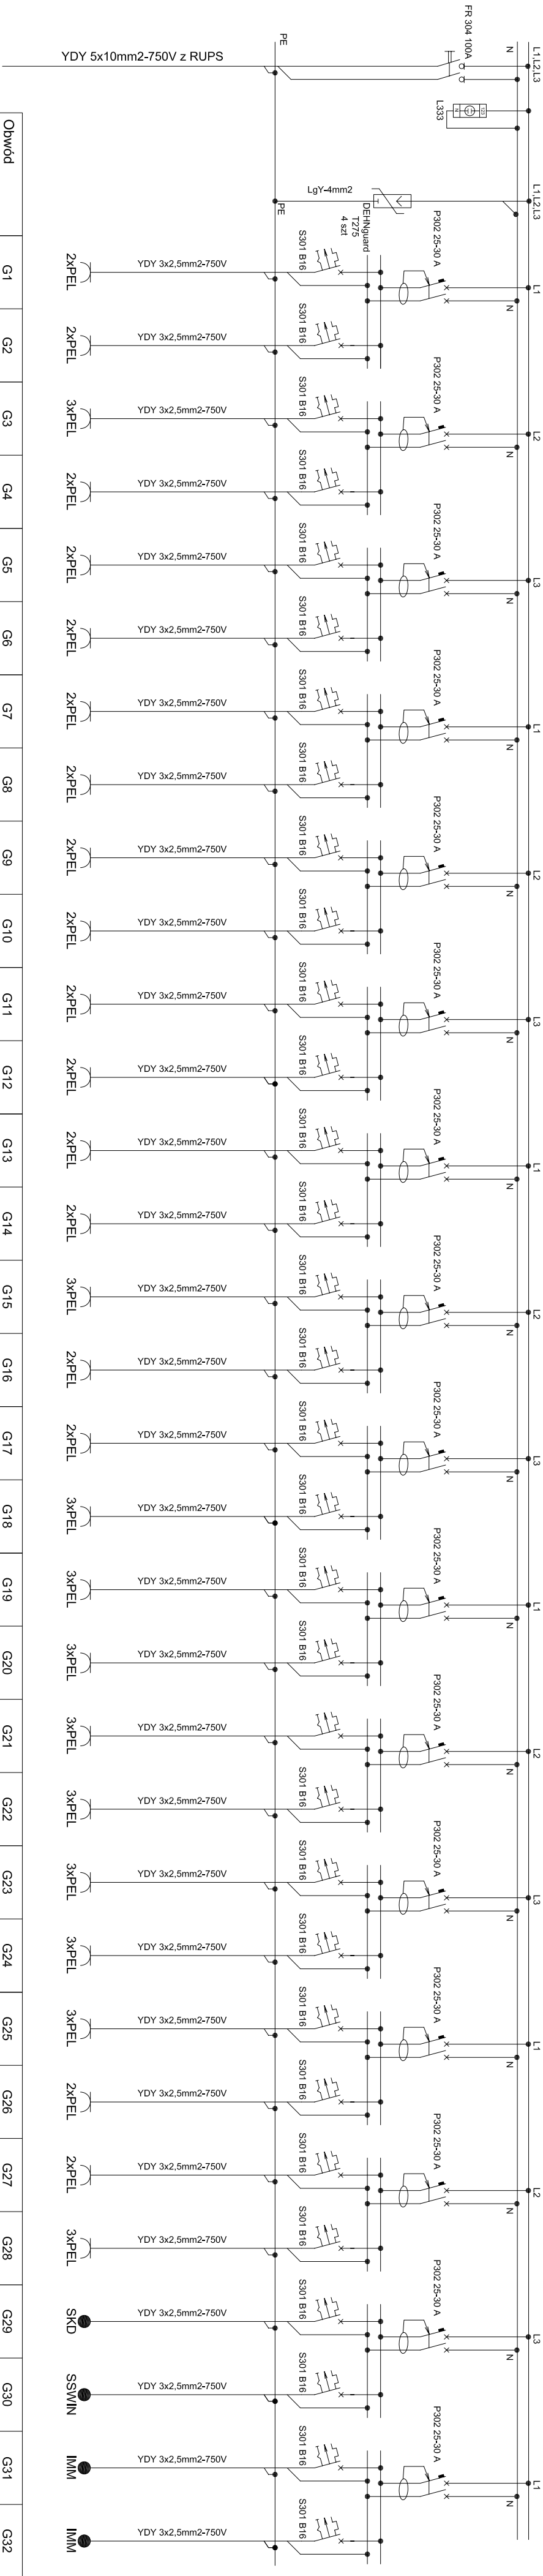 L1,L2,L3
N
FR 304 100A
PE
YDY 5x10mm2-750V z RUPS
L333
L1,L2,L3
DEHNguard
T275
4 szt
LgY-4mm2
PE
Obwód
L1
N
P302 25-30 A
S301 B16
YDY 3x2,5mm2-750V
2xPEL
G1
S301 B16
YDY 3x2,5mm2-750V
2xPEL
G2
L2
N
P302 25-30 A
S301 B16
YDY 3x2,5mm2-750V
3xPEL
G3
S301 B16
YDY 3x2,5mm2-750V
2xPEL
G4
L3
N
P302 25-30 A
S301 B16
YDY 3x2,5mm2-750V
2xPEL
G5
S301 B16
YDY 3x2,5mm2-750V
2xPEL
G6
L1
N
P302 25-30 A
S301 B16
YDY 3x2,5mm2-750V
2xPEL
G7
S301 B16
YDY 3x2,5mm2-750V
2xPEL
G8
L2
N
P302 25-30 A
S301 B16
YDY 3x2,5mm2-750V
2xPEL
G9
S301 B16
YDY 3x2,5mm2-750V
2xPEL
G10
L3
N
P302 25-30 A
S301 B16
YDY 3x2,5mm2-750V
2xPEL
G11
S301 B16
YDY 3x2,5mm2-750V
2xPEL
G12
L1
N
P302 25-30 A
S301 B16
YDY 3x2,5mm2-750V
2xPEL
G13
S301 B16
YDY 3x2,5mm2-750V
2xPEL
G14
L2
N
P302 25-30 A
S301 B16
YDY 3x2,5mm2-750V
3xPEL
G15
S301 B16
YDY 3x2,5mm2-750V
2xPEL
G16
L3
N
P302 25-30 A
S301 B16
YDY 3x2,5mm2-750V
2xPEL
G17
S301 B16
YDY 3x2,5mm2-750V
3xPEL
G18
L1
N
P302 25-30 A
S301 B16
YDY 3x2,5mm2-750V
3xPEL
G19
S301 B16
YDY 3x2,5mm2-750V
3xPEL
G20
L2
N
P302 25-30 A
YDY 3x2,5mm2-750V
3xPEL
G21
S301 B16
YDY 3x2,5mm2-750V
3xPEL
G22
L3
N
P302 25-30 A
S301 B16
YDY 3x2,5mm2-750V
3xPEL
G23
S301 B16
YDY 3x2,5mm2-750V
3xPEL
G24
L1
N
P302 25-30 A
S301 B16
YDY 3x2,5mm2-750V
3xPEL
G25
S301 B16
YDY 3x2,5mm2-750V
2xPEL
G26
L2
N
P302 25-30 A
S301 B16
YDY 3x2,5mm2-750V
2xPEL
G27
S301 B16
YDY 3x2,5mm2-750V
3xPEL
G28
L3
N
P302 25-30 A
S301 B16
YDY 3x2,5mm2-750V
SKD
G29
S301 B16
YDY 3x2,5mm2-750V
SSWIN
G30
L1
N
P302 25-30 A
S301 B16
YDY 3x2,5mm2-750V
IMM
G31
S301 B16
YDY 3x2,5mm2-750V
IMM
G32